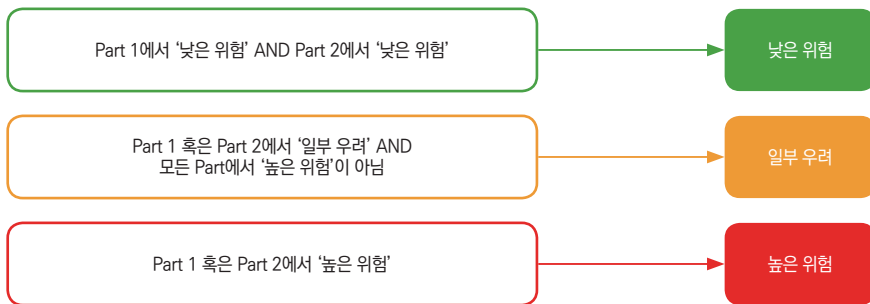 Part 1에서 ‘낮은 위험’ AND Part 2에서 ‘낮은 위험’
낮은 위험
Part 1 혹은 Part 2에서 ‘일부 우려’ AND
모든 Part에서 ‘높은 위험’이 아님
일부 우려
Part 1 혹은 Part 2에서 ‘높은 위험’
높은 위험